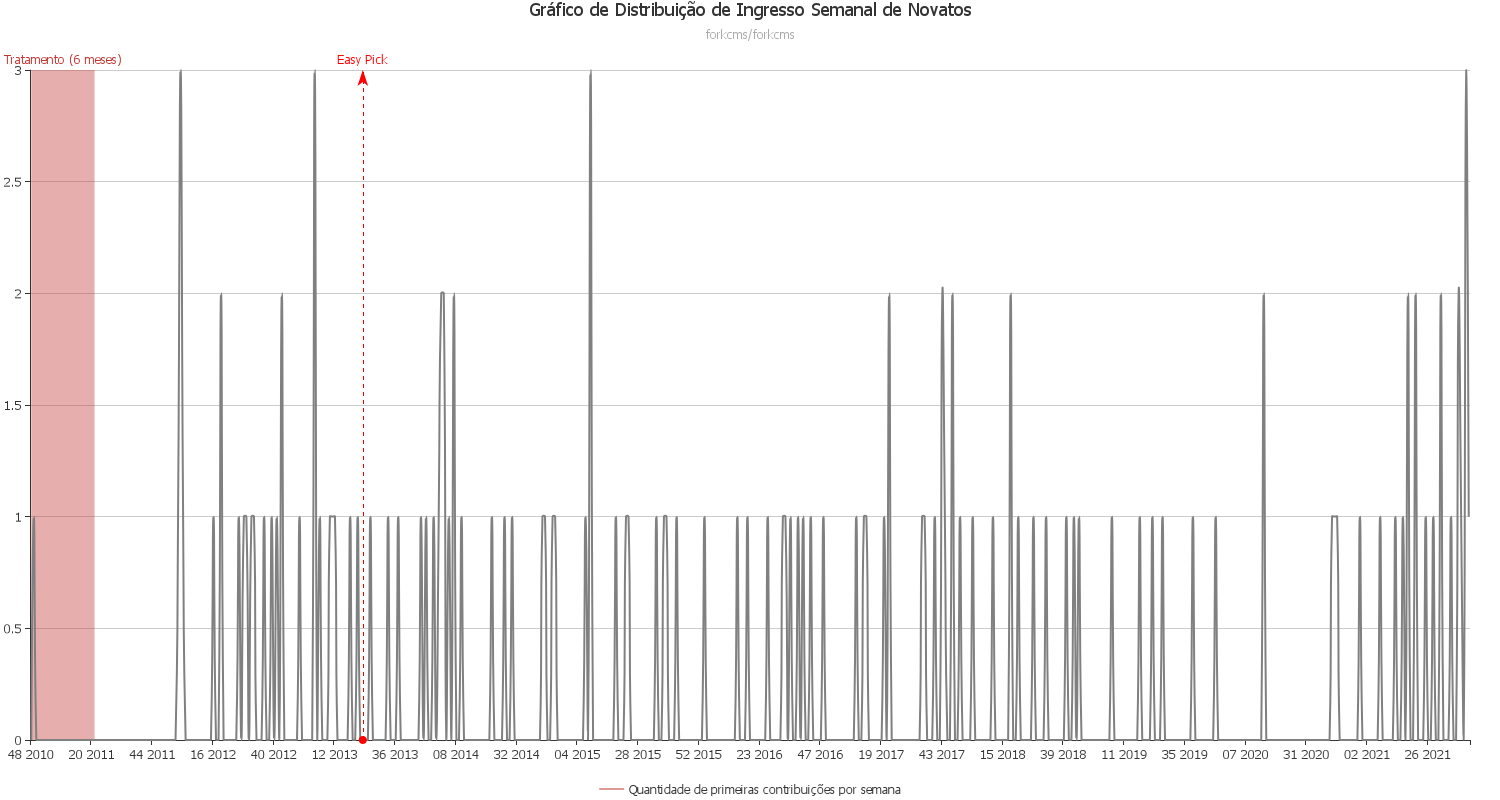 Gráfico de Distribuição de Ingresso Semanal de Novatos
forkcms/forkcms
Tratamento (6 meses)
Easy Pick
3
2.5
2
1.5
1
0.5
0
48 2010 20 2011 44 2011 16 2012 40 2012 12 2013 36 2013 08 2014 32 2014 04 2015 28 2015 52 2015 23 2016 47 2016 19 2017 43 2017 15 2018 39 2018 11 2019 35 2019 07 2020 31 2020 02 2021 26 2021
Quantidade de primeiras contribuições por semana